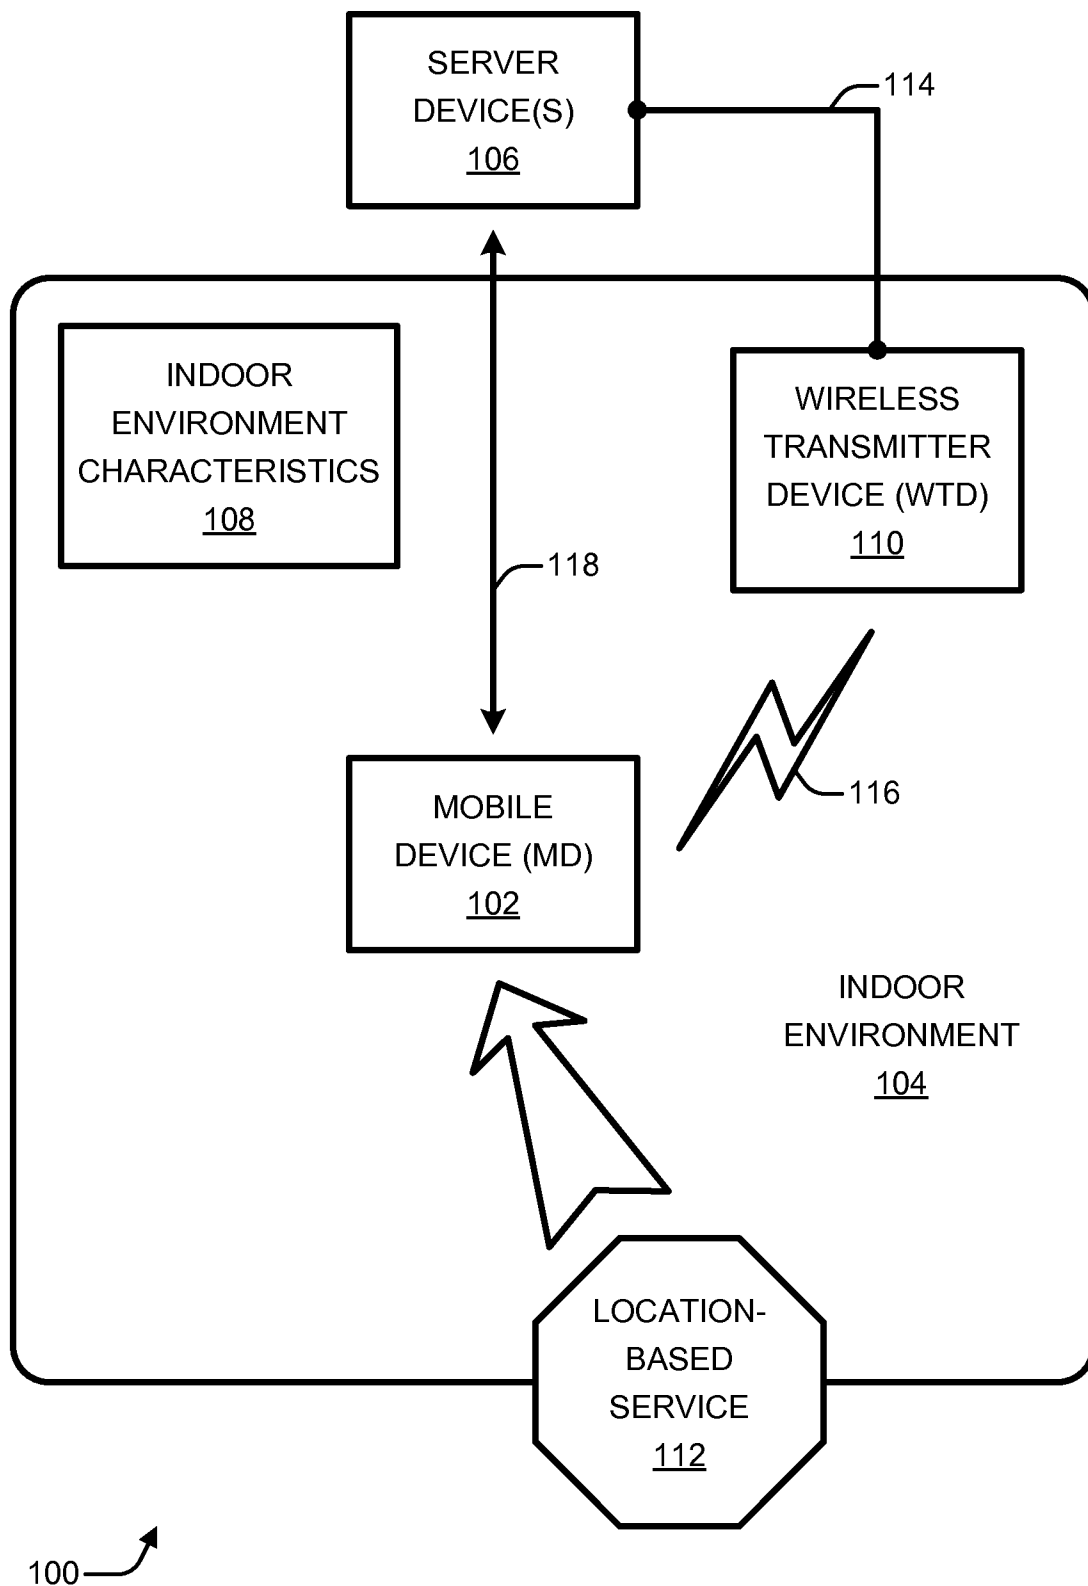 SERVER
DEVICE(S)
106
114
INDOOR
ENVIRONMENT
CHARACTERISTICS
108
WIRELESS
TRANSMITTER
DEVICE (WTD)
110
118
116
MOBILE
DEVICE (MD)
102
INDOOR
ENVIRONMENT
104
LOCATION-
BASED
SERVICE
112
100